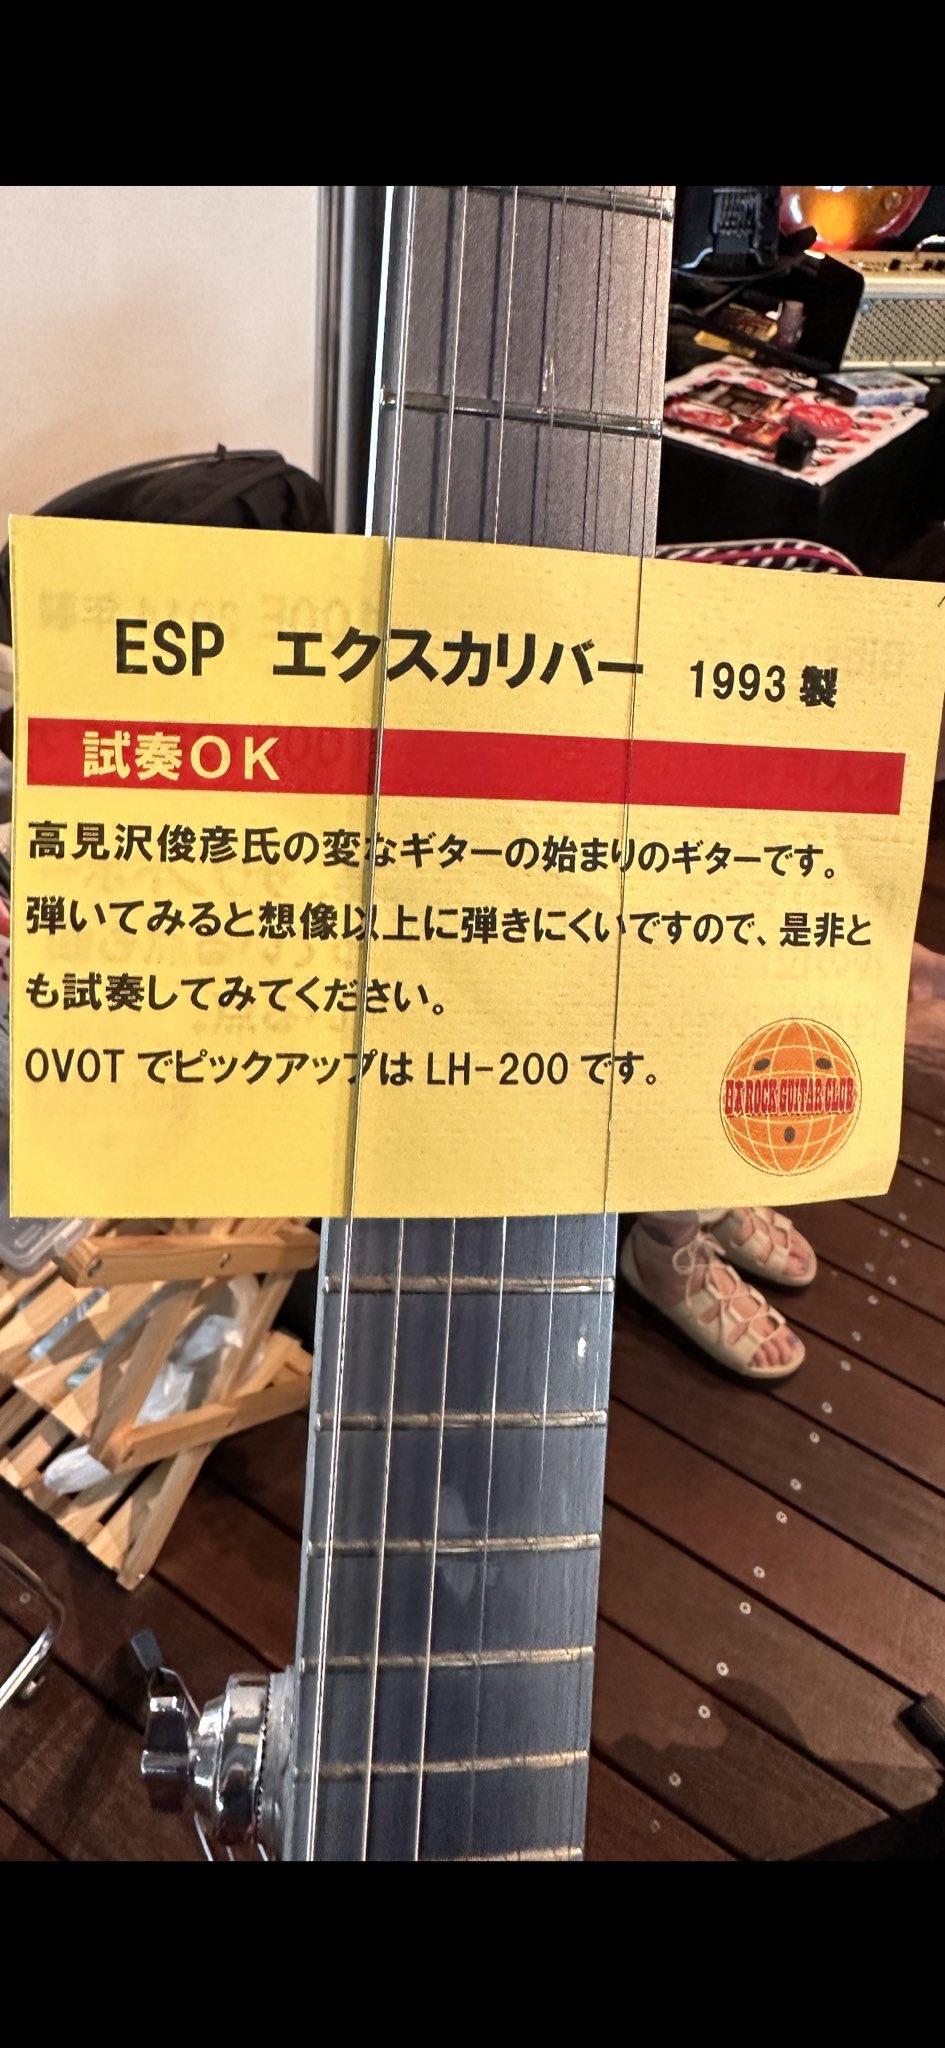 ESP エクスカリバー 1993 製
試奏OK
高見沢俊彦氏の変なギターの始まりのギターです。
弾いてみると想像以上に弾きにくいですので、是非と
も試奏してみてください。
OVOT でピックアップは LH-200 です。
ROCK GUITAR CLUB